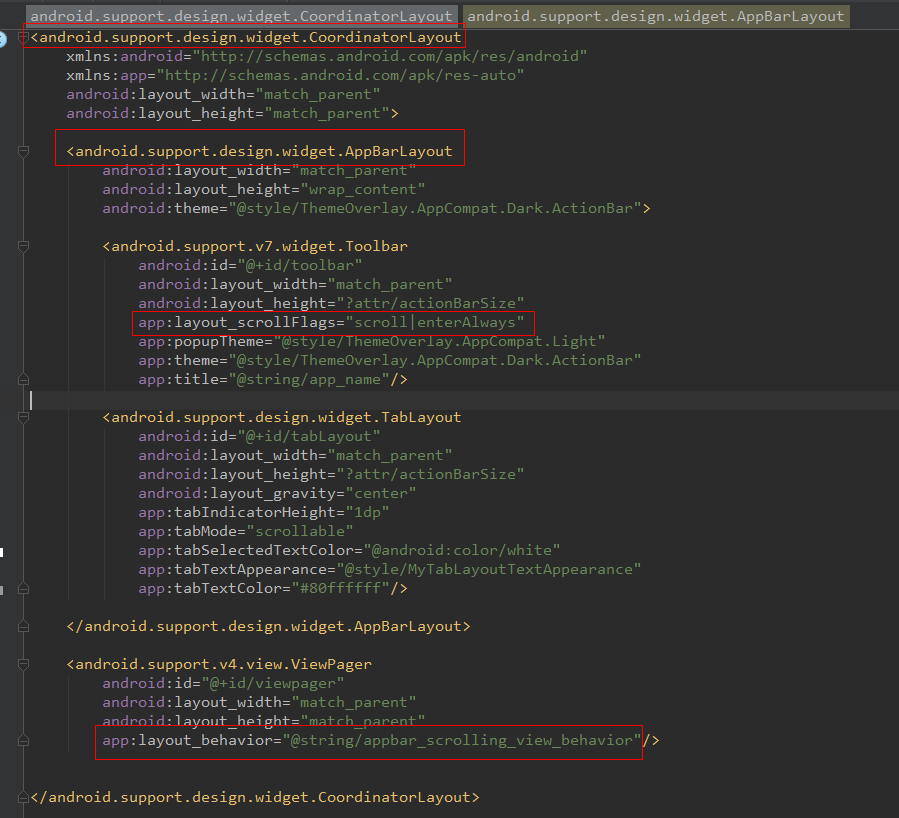 android.support.design.widget.CoordinatorLayout android.support.design.widget.AppBarLayout
<android.support.design.widget.CoordinatorLayout
xmlns:android="http://schemas.android.com/apk/res/android"
xmlns:app="http://schemas.android.com/apk/res-auto"
android:layout_width="match_parent"
android:layout_height="match_parent">
<android.support.design.widget.AppBarLayout
android:layout_width="match_parent"
android:layout_height="wrap_content"
android:theme="@style/ThemeOverlay.AppCompat.Dark.ActionBar">
<android.support.v7.widget.Toolbar
android:id="@+id/toolbar"
android:layout_width="match_parent"
android:layout_height="?attr/actionBarSize"
app:layout_scrollFlags="scroll|enterAlways"
app:popupTheme="@style/ThemeOverlay.AppCompat.Light"
app:theme="@style/ThemeOverlay.AppCompat.Dark.ActionBar"
app:title="@string/app_name"/>
<android.support.design.widget.TabLayout
android:id="@+id/tabLayout"
android:layout_width="match_parent"
android:layout_height="?attr/actionBarSize"
android:layout_gravity="center"
app:tabIndicatorHeight="1dp"
app:tabMode="scrollable"
app:tabSelectedTextColor="@android:color/white"
app:tabTextAppearance="@style/MyTabLayoutTextAppearance"
app:tabTextColor="#80ffffff"/>
</android.support.design.widget.AppBarLayout>
<android.support.v4.view.ViewPager
android:id="@+id/viewpager"
android:layout_width="match_parent"
android:layout_height="match_parent"
app:layout_behavior="@string/appbar_scrolling_view_behavior"/>
</android.support.design.widget.CoordinatorLayout>